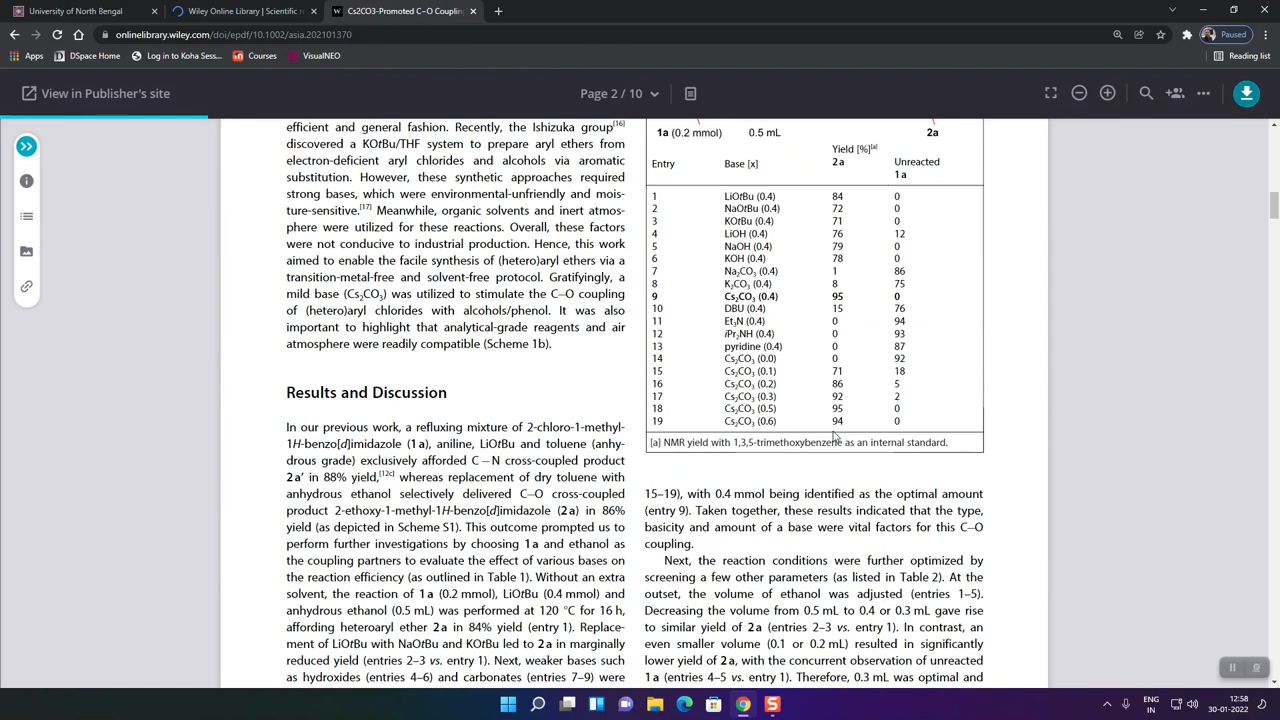 University of North Bengal
Wiley Online Library | Scientific r
Cs2CO3-Promoted C−O Couplin
onlinelibrary.wiley.com/doi/epdf/10.1002/asia.202101370
Paused
Apps
DSpace Home
Log in to Koha Sess...
Courses
VisualNEO
Reading list
View in Publisher's site
Page 2 / 10
efficient and general fashion. Recently, the Ishizuka group[16]
discovered a KOtBu/THF system to prepare aryl ethers from
electron-deficient aryl chlorides and alcohols via aromatic
substitution. However, these synthetic approaches required
strong bases, which were environmental-unfriendly and mois-
ture-sensitive.[17] Meanwhile, organic solvents and inert atmos-
phere were utilized for these reactions. Overall, these factors
were not conducive to industrial production. Hence, this work
aimed to enable the facile synthesis of (hetero)aryl ethers via a
transition-metal-free and solvent-free protocol. Gratifyingly, a
mild base (Cs2CO3) was utilized to stimulate the C−O coupling
of (hetero)aryl chlorides with alcohols/phenol. It was also
important to highlight that analytical-grade reagents and air
atmosphere were readily compatible (Scheme 1b).
Results and Discussion
In our previous work, a refluxing mixture of 2-chloro-1-methyl-
1H-benzo[d]imidazole (1a), aniline, LiOtBu and toluene (anhy-
drous grade) exclusively afforded C−N cross-coupled product
2a' in 88% yield,[12c] whereas replacement of dry toluene with
anhydrous ethanol selectively delivered C−O cross-coupled
product 2-ethoxy-1-methyl-1H-benzo[d]imidazole (2a) in 86%
yield (as depicted in Scheme S1). This outcome prompted us to
perform further investigations by choosing 1a and ethanol as
the coupling partners to evaluate the effect of various bases on
the reaction efficiency (as outlined in Table 1). Without an extra
solvent, the reaction of 1a (0.2 mmol), LiOtBu (0.4 mmol) and
anhydrous ethanol (0.5 mL) was performed at 120 °C for 16 h,
affording heteroaryl ether 2a in 84% yield (entry 1). Replace-
ment of LiOtBu with NaOtBu and KOtBu led to 2a in marginally
reduced yield (entries 2–3 vs. entry 1). Next, weaker bases such
as hydroxides (entries 4–6) and carbonates (entries 7–9) were
1a (0.2 mmol) 0.5 mL 2a
Yield [%][a]
Entry Base [x] 2a Unreacted
1a
1 LiOtBu (0.4) 84 0
2 NaOtBu (0.4) 72 0
3 KOtBu (0.4) 71 0
4 LiOH (0.4) 76 12
5 NaOH (0.4) 79 0
6 KOH (0.4) 78 0
7 Na2CO3 (0.4) 1 86
8 K2CO3 (0.4) 8 75
9 Cs2CO3 (0.4) 95 0
10 DBU (0.4) 15 76
11 Et3N (0.4) 0 94
12 iPr2NH (0.4) 0 93
13 pyridine (0.4) 0 87
14 Cs2CO3 (0.0) 0 92
15 Cs2CO3 (0.1) 71 18
16 Cs2CO3 (0.2) 86 5
17 Cs2CO3 (0.3) 92 2
18 Cs2CO3 (0.5) 95 0
19 Cs2CO3 (0.6) 94 0
[a] NMR yield with 1,3,5-trimethoxybenzene as an internal standard.
15–19), with 0.4 mmol being identified as the optimal amount
(entry 9). Taken together, these results indicated that the type,
basicity and amount of a base were vital factors for this C−O
coupling.
Next, the reaction conditions were further optimized by
screening a few other parameters (as listed in Table 2). At the
outset, the volume of ethanol was adjusted (entries 1–5).
Decreasing the volume from 0.5 mL to 0.4 or 0.3 mL gave rise
to similar yield of 2a (entries 2–3 vs. entry 1). In contrast, an
even smaller volume (0.1 or 0.2 mL) resulted in significantly
lower yield of 2a, with the concurrent observation of unreacted
1a (entries 4–5 vs. entry 1). Therefore, 0.3 mL was optimal and
ENG
IN
12:58
30-01-2022